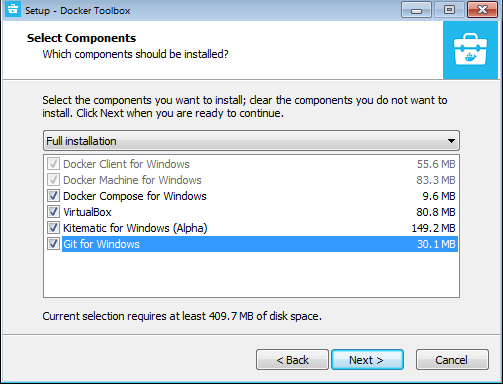 Setup - Docker Toolbox
Select Components
Which components should be installed?
Select the components you want to install; clear the components you do not want to
install. Click Next when you are ready to continue.
Full installation
Docker Client for Windows 55.6 MB
Docker Machine for Windows 83.3 MB
Docker Compose for Windows 9.6 MB
VirtualBox 80.8 MB
Kitematic for Windows (Alpha) 149.2 MB
Git for Windows 30.1 MB
Current selection requires at least 409.7 MB of disk space.
< Back Next > Cancel